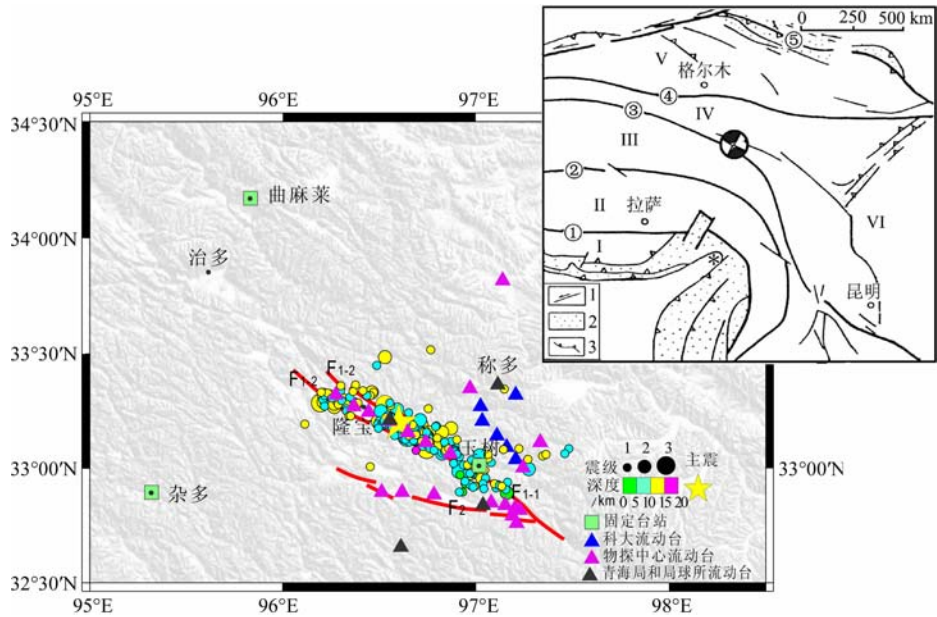 0 250 500 km
⑤
V
格尔木
④
IV
③
III
②
II
拉萨
①
I
VI
*
昆明
1
2
3
95°E 96°E 97°E
34°30′N
曲麻莱
34°00′N
治多
33°30′N
称多
F1-2
F1-2
隆宝
玉树
33°00′N
33°00′N
杂多
F1-1
F2
1 2 3 主震
震级
深度
/km 0 5 10 15 20
固定台站
科大流动台
物探中心流动台
青海局和局球所流动台
32°30′N
95°E 96°E 97°E 98°E